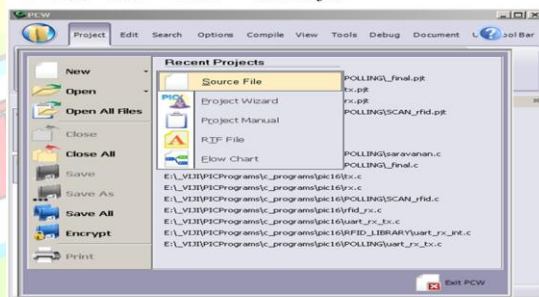 PCW
Project Edit Search Options Compile View Tools Debug Document
Recent Projects
New
Open
Open All Files
Close
Close All
Save
Save As
Save All
Encrypt
Print
Source File
Project Wizard
Project Manual
RTF File
Flow Chart
POLLING\_final.pjt
tx.pjt
rx.pjt
POLLING\SCAN_rfid.pjt
POLLING\saravanan.c
POLLING\_final.c
E:\_VIJI\PICPrograms\c_programs\pic16\tx.c
E:\_VIJI\PICPrograms\c_programs\pic16\rx.c
E:\_VIJI\PICPrograms\c_programs\pic16\POLLING\SCAN_rfid.c
E:\_VIJI\PICPrograms\c_programs\pic16\rfid_rx.c
E:\_VIJI\PICPrograms\c_programs\pic16\uart_rx_tx.c
E:\_VIJI\PICPrograms\c_programs\pic16\RFID_LIBRARY\uart_rx_int.c
E:\_VIJI\PICPrograms\c_programs\pic16\POLLING\uart_rx_tx.c
Exit PCW